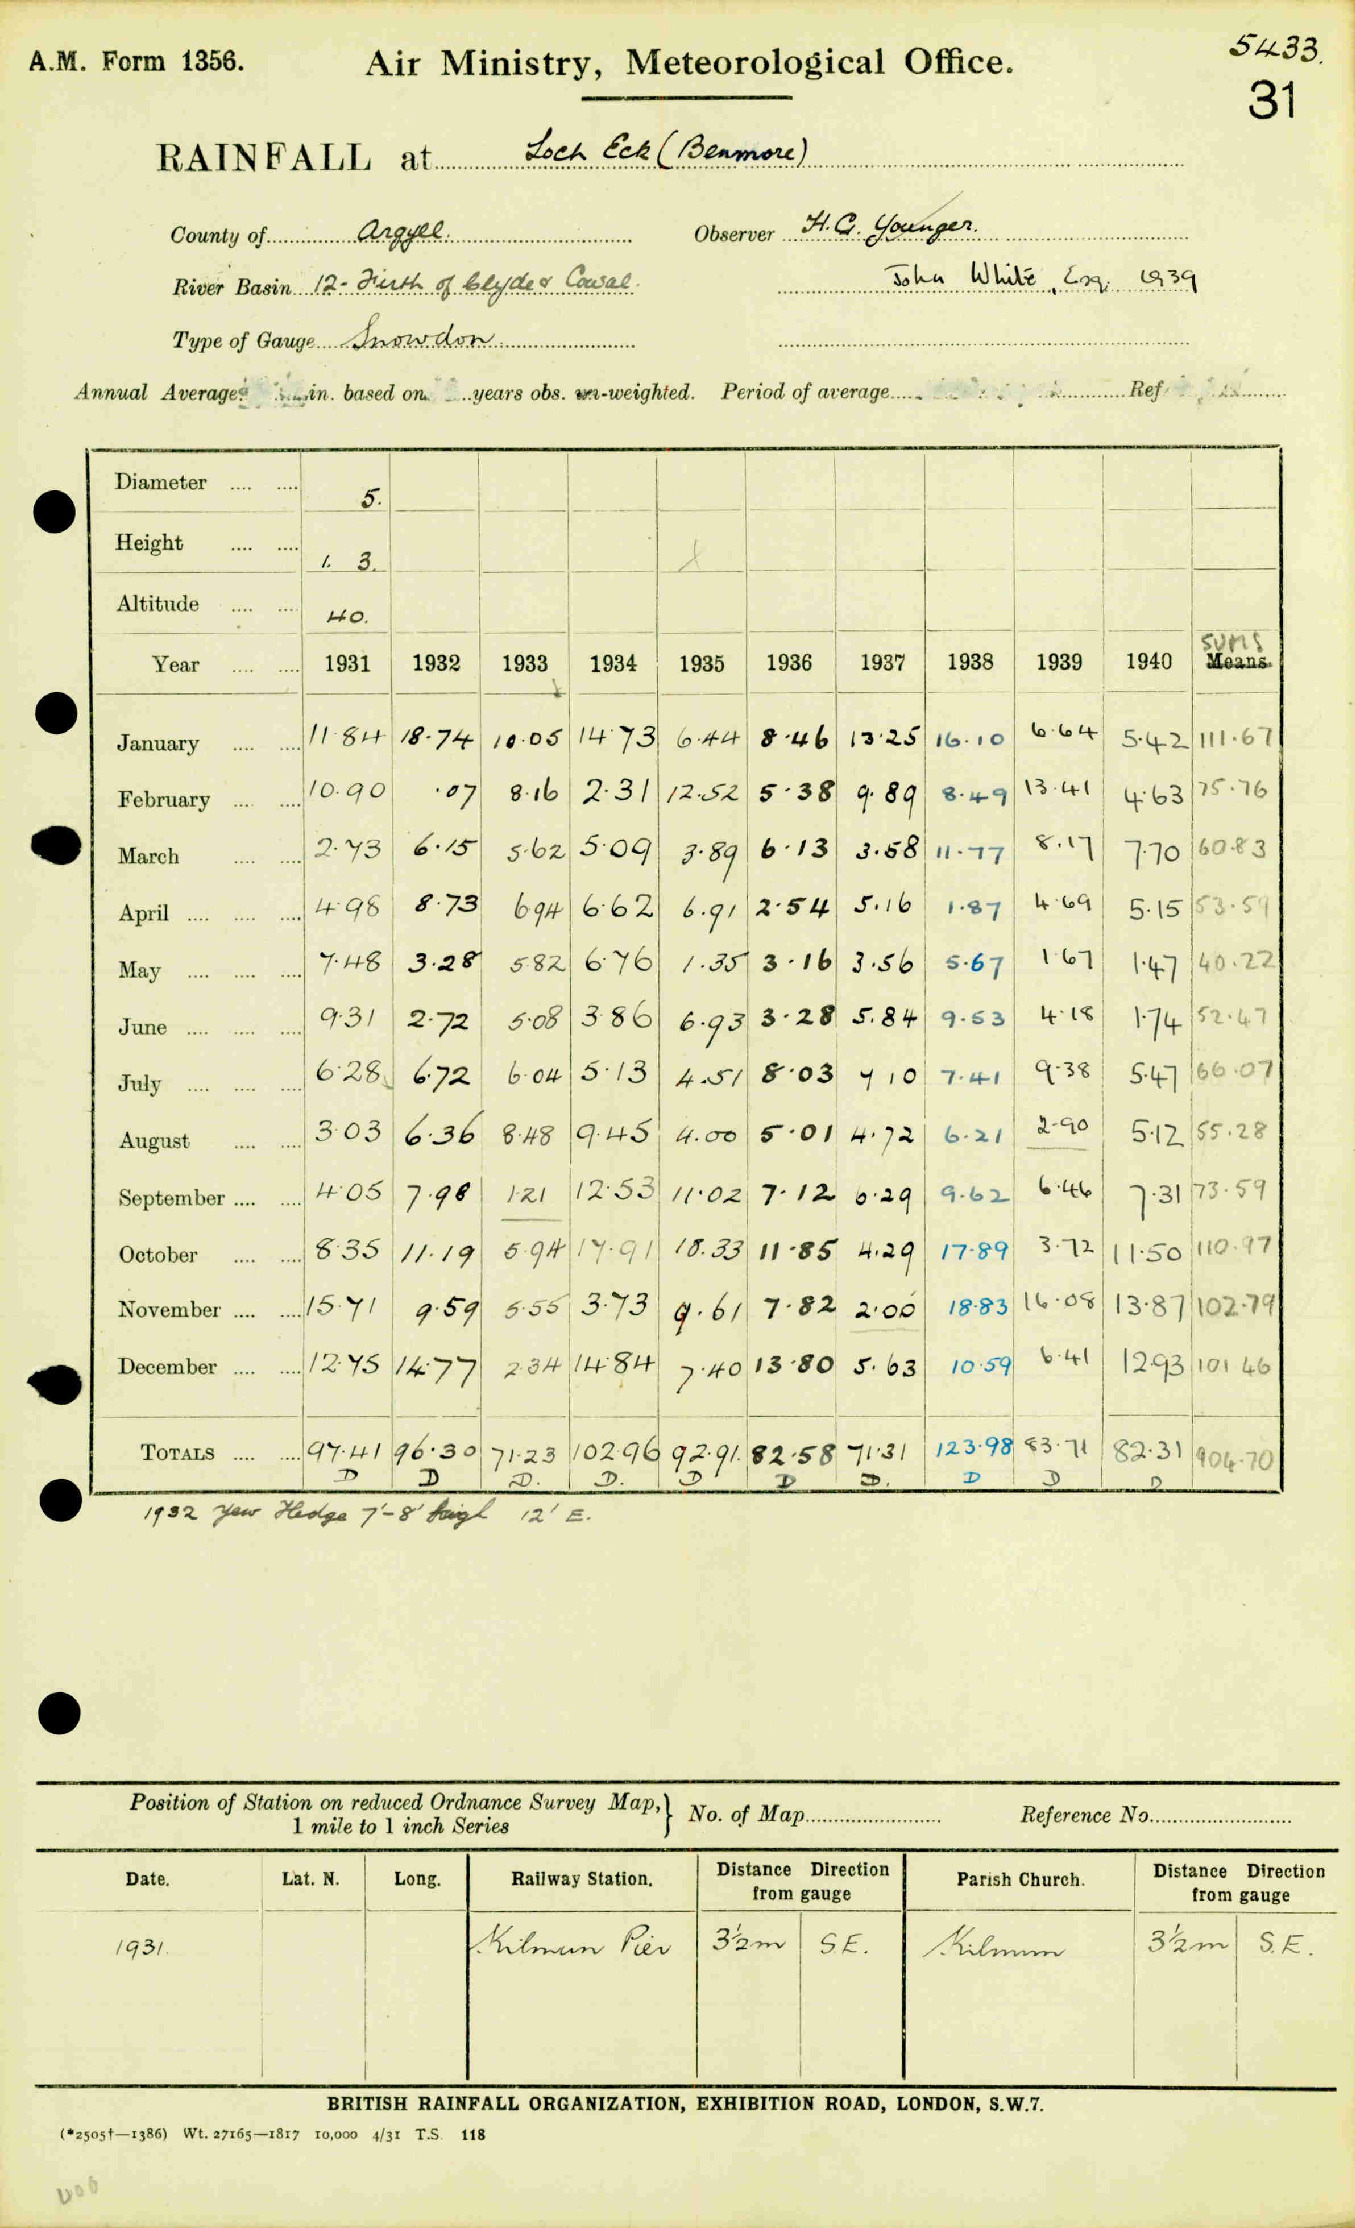 A.M. Form 1356.
Air Ministry, Meteorological Office.
5433.
31
RAINFALL at Loch Eck (Benmore)
County of Argyll. Observer H.G. Younger.
River Basin 12- Firth of Clyde & Cowal. John White, Esq. 1939
Type of Gauge Snowdon
Annual Average in. based on years obs. un-weighted. Period of average Ref
Diameter 5.
Height 1. 3.
Altitude 40.
SUMS
Year 1931 1932 1933 1934 1935 1936 1937 1938 1939 1940 Means.
January 11.84 18.74 10.05 14.73 6.44 8.46 13.25 16.10 6.64 5.42 111.67
February 10.90 .07 8.16 2.31 12.52 5.38 9.89 8.49 13.41 4.63 75.76
March 2.73 6.15 5.62 5.09 3.89 6.13 3.58 11.77 8.17 7.70 60.83
April 4.98 8.73 6.94 6.62 6.91 2.54 5.16 1.87 4.69 5.15 53.59
May 7.48 3.28 5.82 6.76 1.35 3.16 3.56 5.67 1.67 1.47 40.22
June 9.31 2.72 5.08 3.86 6.93 3.28 5.84 9.53 4.18 1.74 52.47
July 6.28 6.72 6.04 5.13 4.51 8.03 7.10 7.41 9.38 5.47 66.07
August 3.03 6.36 8.48 9.45 4.00 5.01 4.72 6.21 2.90 5.12 55.28
September 4.05 7.98 1.21 12.53 11.02 7.12 6.29 9.62 6.46 7.31 73.59
October 8.35 11.19 5.94 17.91 18.33 11.85 4.29 17.89 3.72 11.50 110.97
November 15.71 9.59 5.55 3.73 9.61 7.82 2.00 18.83 16.08 13.87 102.79
December 12.75 14.77 2.34 14.84 7.40 13.80 5.63 10.59 6.41 12.93 101.46
TOTALS 97.41 96.30 71.23 102.96 92.91 82.58 71.31 123.98 83.71 82.31 904.70
D D D. D. D D D. D D D
1932 Yew Hedge 7'-8' high 12' E.
Position of Station on reduced Ordnance Survey Map, No. of Map Reference No.
1 mile to 1 inch Series
Date. Lat. N. Long. Railway Station. Distance Direction from gauge Parish Church. Distance Direction from gauge
1931. Kilmun Pier 3½m S.E. Kilmun 3½m S.E.
BRITISH RAINFALL ORGANIZATION, EXHIBITION ROAD, LONDON, S.W.7.
(*2505†—1386) Wt. 27165—1817 10,000 4/31 T.S. 118